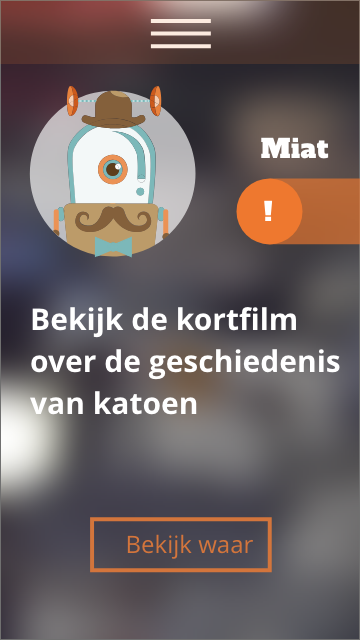 Miat
!
Bekijk de kortfilm
over de geschiedenis
van katoen
Bekijk waar